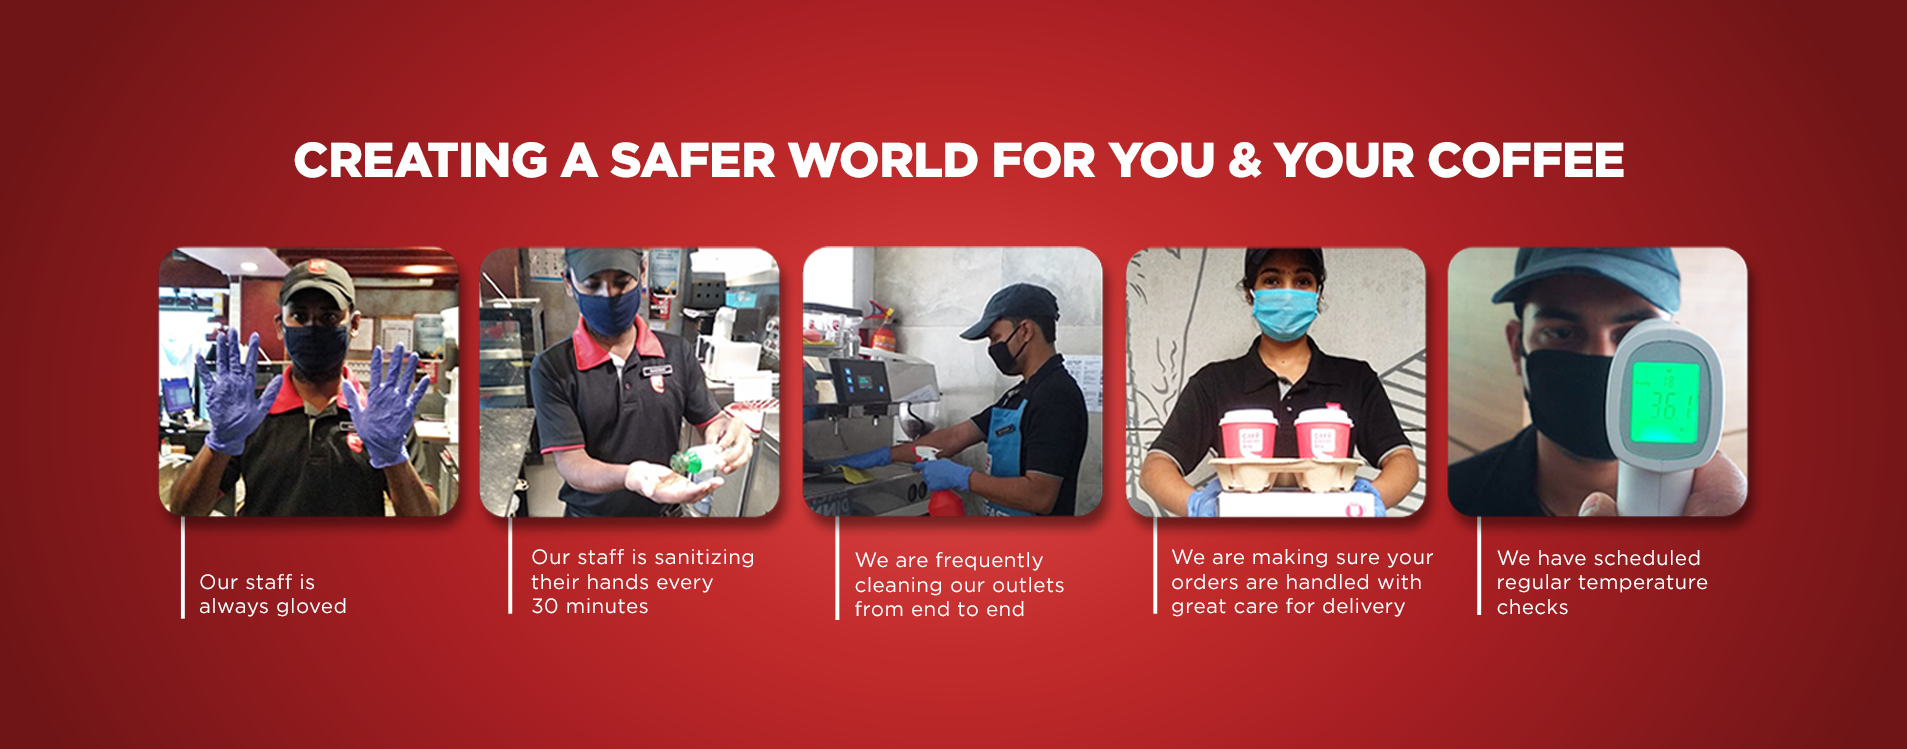 CREATING A SAFER WORLD FOR YOU & YOUR COFFEE
Our staff is
always gloved
Our staff is sanitizing
their hands every
30 minutes
We are frequently
cleaning our outlets
from end to end
We are making sure your
orders are handled with
great care for delivery
We have scheduled
regular temperature
checks
36.1